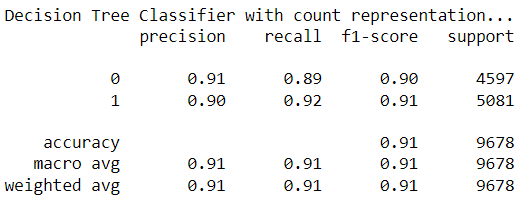 Decision Tree Classifier with count representation...
precision recall f1-score support
0 0.91 0.89 0.90 4597
1 0.90 0.92 0.91 5081
accuracy 0.91 9678
macro avg 0.91 0.91 0.91 9678
weighted avg 0.91 0.91 0.91 9678